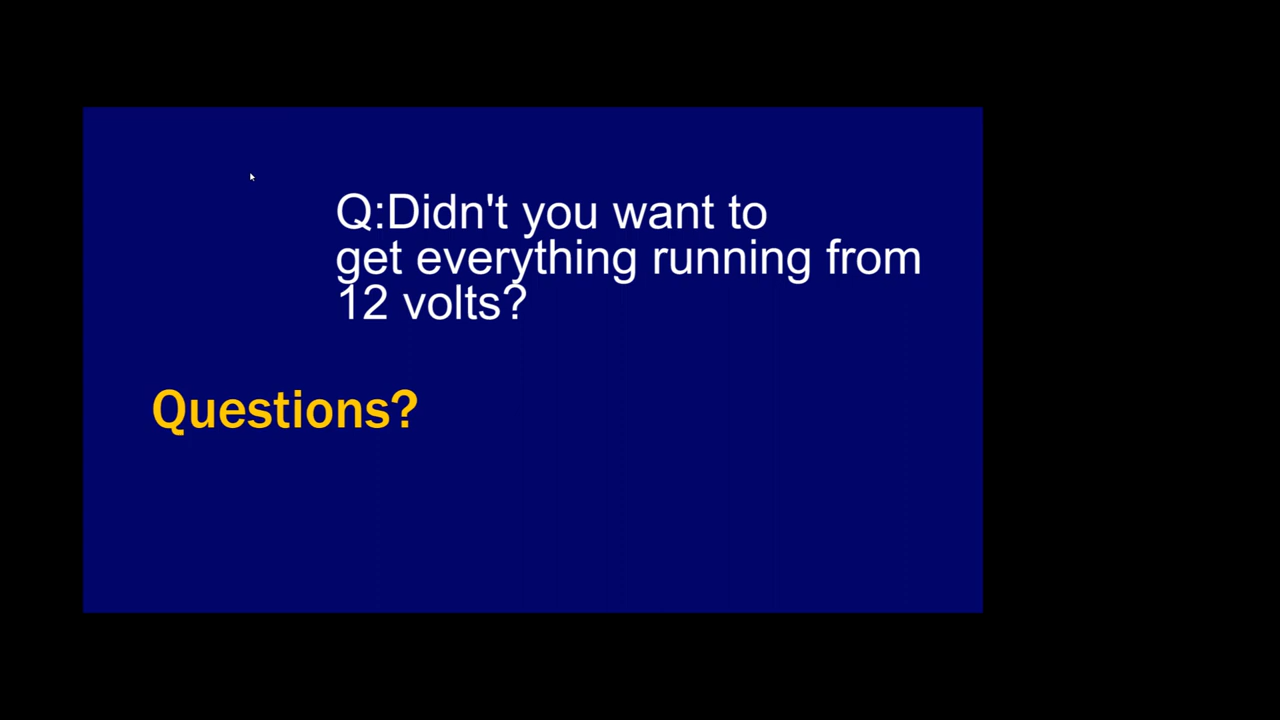 Q:Didn't you want to
get everything running from
12 volts?
Questions?